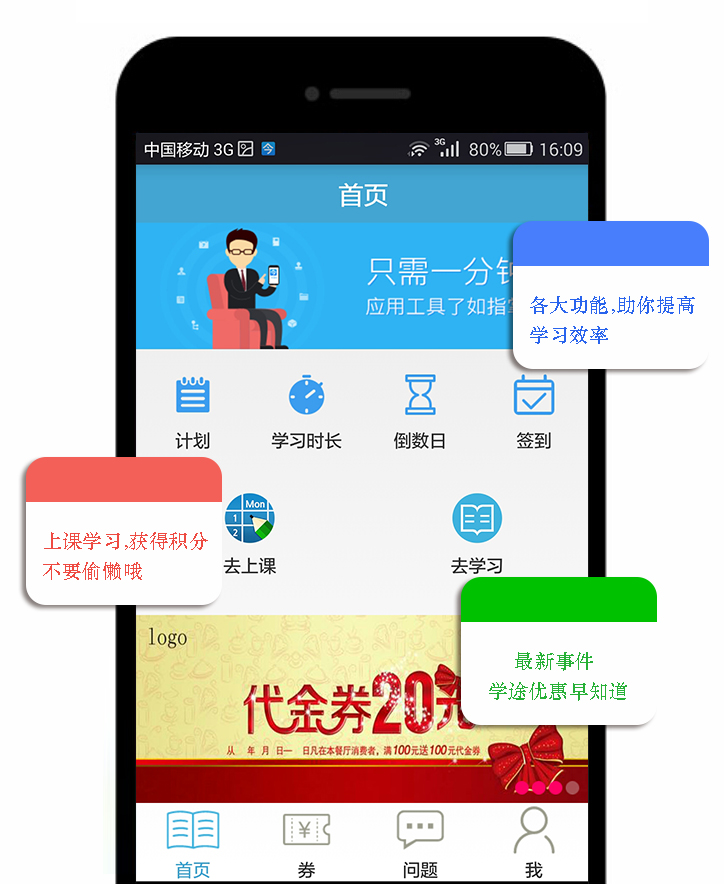 中国移动 3G
3G
80%
16:09
首页
只需一分钟
应用工具了如指
各大功能,助你提高
学习效率
计划
学习时长
倒数日
签到
上课学习,获得积分
不要偷懒哦
Mon
1
2
去上课
去学习
最新事件
学途优惠早知道
logo
代金券20元
从 年 月 日一 日凡在本餐厅消费者，满100元送100元代金券
首页
券
问题
我